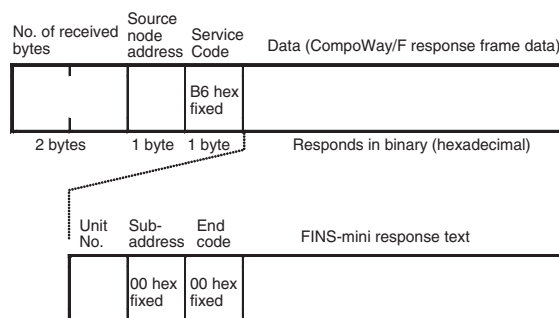 No. of received bytes
Source node address
Service Code
Data (CompoWay/F response frame data)
B6 hex fixed
2 bytes
1 byte
1 byte
Responds in binary (hexadecimal)
Unit No.
Sub-address
End code
FINS-mini response text
00 hex fixed
00 hex fixed